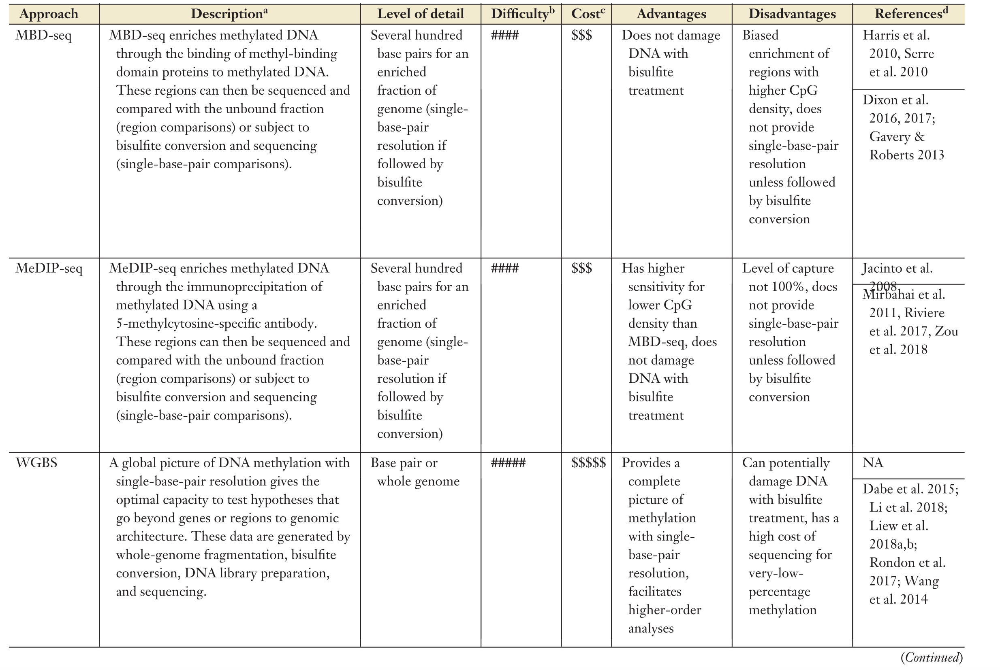 Approach
Description^a
Level of detail
Difficulty^b
Cost^c
Advantages
Disadvantages
References^d
MBD-seq
MBD-seq enriches methylated DNA
through the binding of methyl-binding
domain proteins to methylated DNA.
These regions can then be sequenced and
compared with the unbound fraction
(region comparisons) or subject to
bisulfite conversion and sequencing
(single-base-pair comparisons).
Several hundred
base pairs for an
enriched
fraction of
genome (single-
base-pair
resolution if
followed by
bisulfite
conversion)
####
$$$
Does not damage
DNA with
bisulfite
treatment
Biased
enrichment of
regions with
higher CpG
density, does
not provide
single-base-pair
resolution
unless followed
by bisulfite
conversion
Harris et al.
2010, Serre
et al. 2010
Dixon et al.
2016, 2017;
Gavery &
Roberts 2013
MeDIP-seq
MeDIP-seq enriches methylated DNA
through the immunoprecipitation of
methylated DNA using a
5-methylcytosine-specific antibody.
These regions can then be sequenced and
compared with the unbound fraction
(region comparisons) or subject to
bisulfite conversion and sequencing
(single-base-pair comparisons).
Several hundred
base pairs for an
enriched
fraction of
genome (single-
base-pair
resolution if
followed by
bisulfite
conversion)
####
$$$
Has higher
sensitivity for
lower CpG
density than
MBD-seq, does
not damage
DNA with
bisulfite
treatment
Level of capture
not 100%, does
not provide
single-base-pair
resolution
unless followed
by bisulfite
conversion
Jacinto et al.
2008
Mirbahai et al.
2011, Riviere
et al. 2017, Zou
et al. 2018
WGBS
A global picture of DNA methylation with
single-base-pair resolution gives the
optimal capacity to test hypotheses that
go beyond genes or regions to genomic
architecture. These data are generated by
whole-genome fragmentation, bisulfite
conversion, DNA library preparation,
and sequencing.
Base pair or
whole genome
#####
$$$$$
Provides a
complete
picture of
methylation
with single-
base-pair
resolution,
facilitates
higher-order
analyses
Can potentially
damage DNA
with bisulfite
treatment, has a
high cost of
sequencing for
very-low-
percentage
methylation
NA
Dabe et al. 2015;
Li et al. 2018;
Liew et al.
2018a,b;
Rondon et al.
2017; Wang
et al. 2014
(Continued)